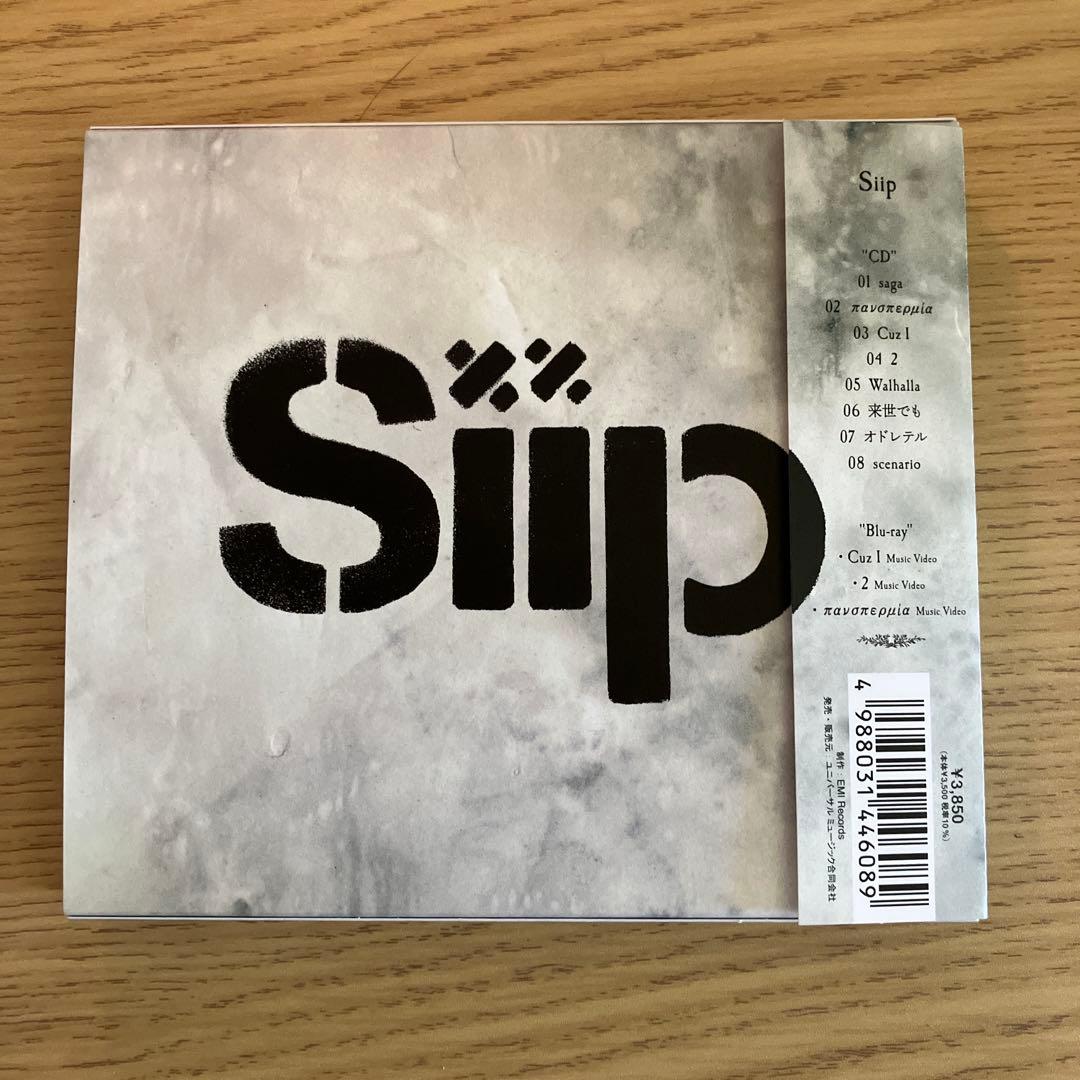 Siip
Siip
"CD"
01 saga
02 πανσπερμία
03 Cuz I
04 2
05 Walhalla
06 来世でも
07 オドレテル
08 scenario
"Blu-ray"
・Cuz I Music Video
・2 Music Video
・πανσπερμία Music Video
¥3,850
(本体¥3,500 税率10%)
4 988031 446089
制作：EMI Records
発売・販売元：ユニバーサル ミュージック合同会社